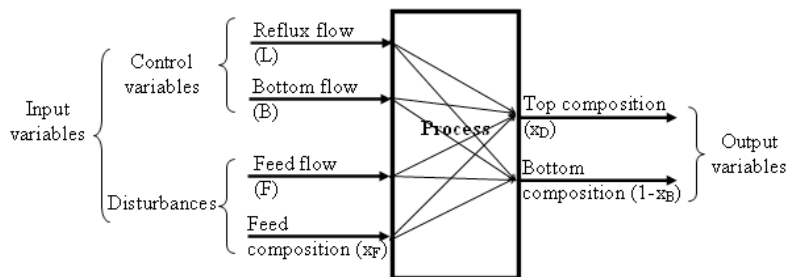 Input
variables
Control
variables
Disturbances
Reflux flow
(L)
Bottom flow
(B)
Feed flow
(F)
Feed
composition (xF)
Process
Top composition
(xD)
Bottom
composition (1-xB)
Output
variables